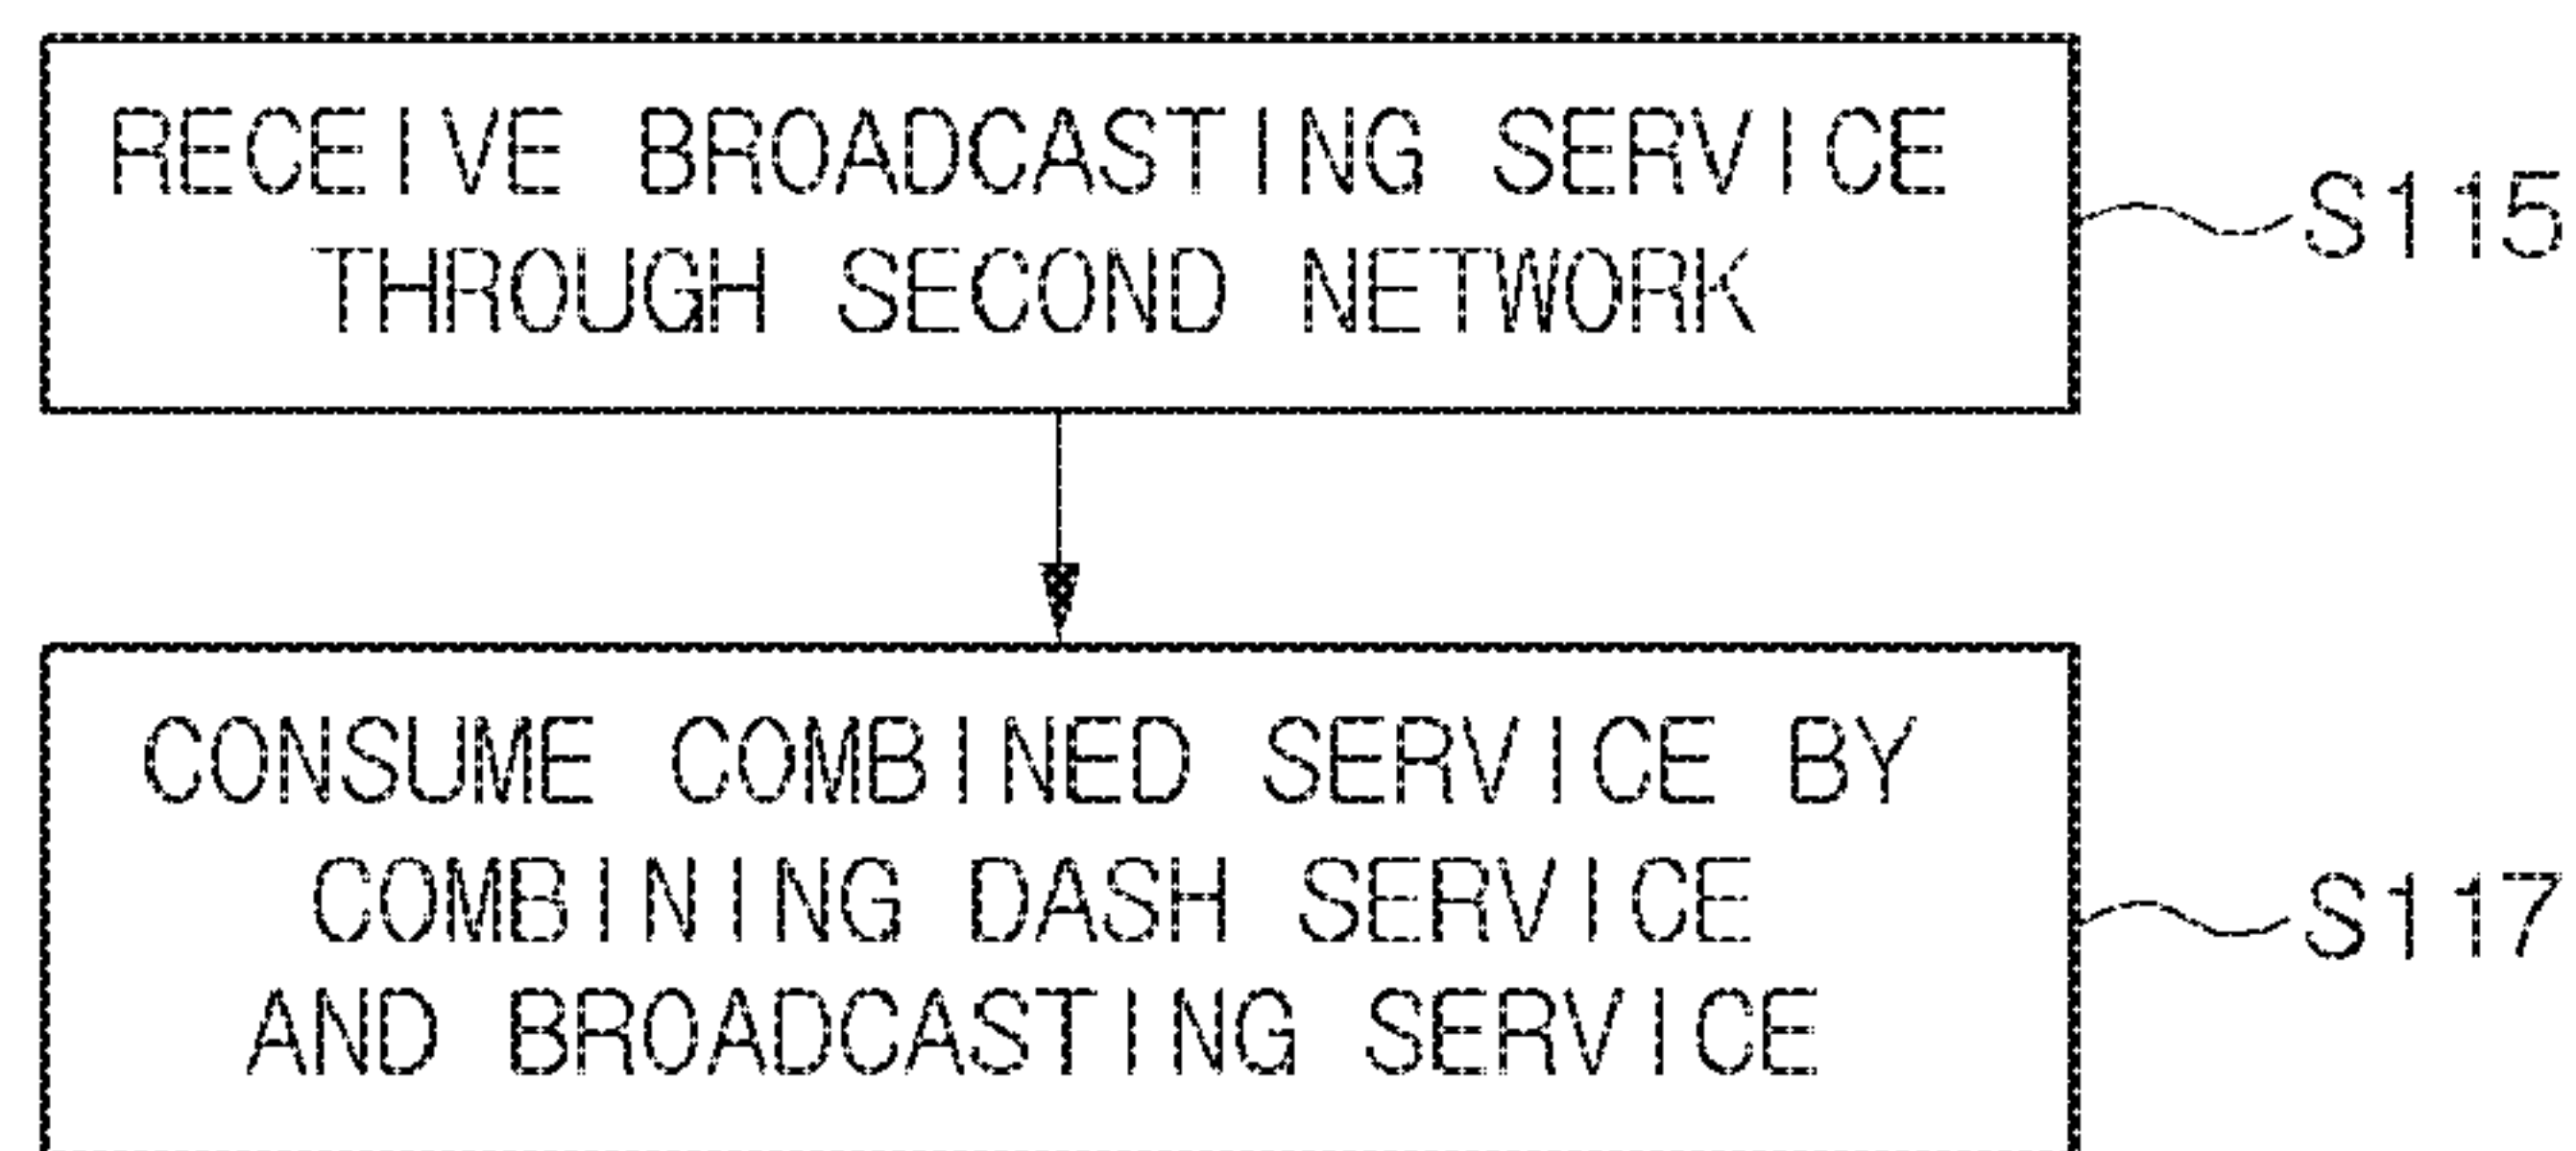 RECEIVE BROADCASTING SERVICE
THROUGH SECOND NETWORK
S115
CONSUME COMBINED SERVICE BY
COMBINING DASH SERVICE
AND BROADCASTING SERVICE
S117